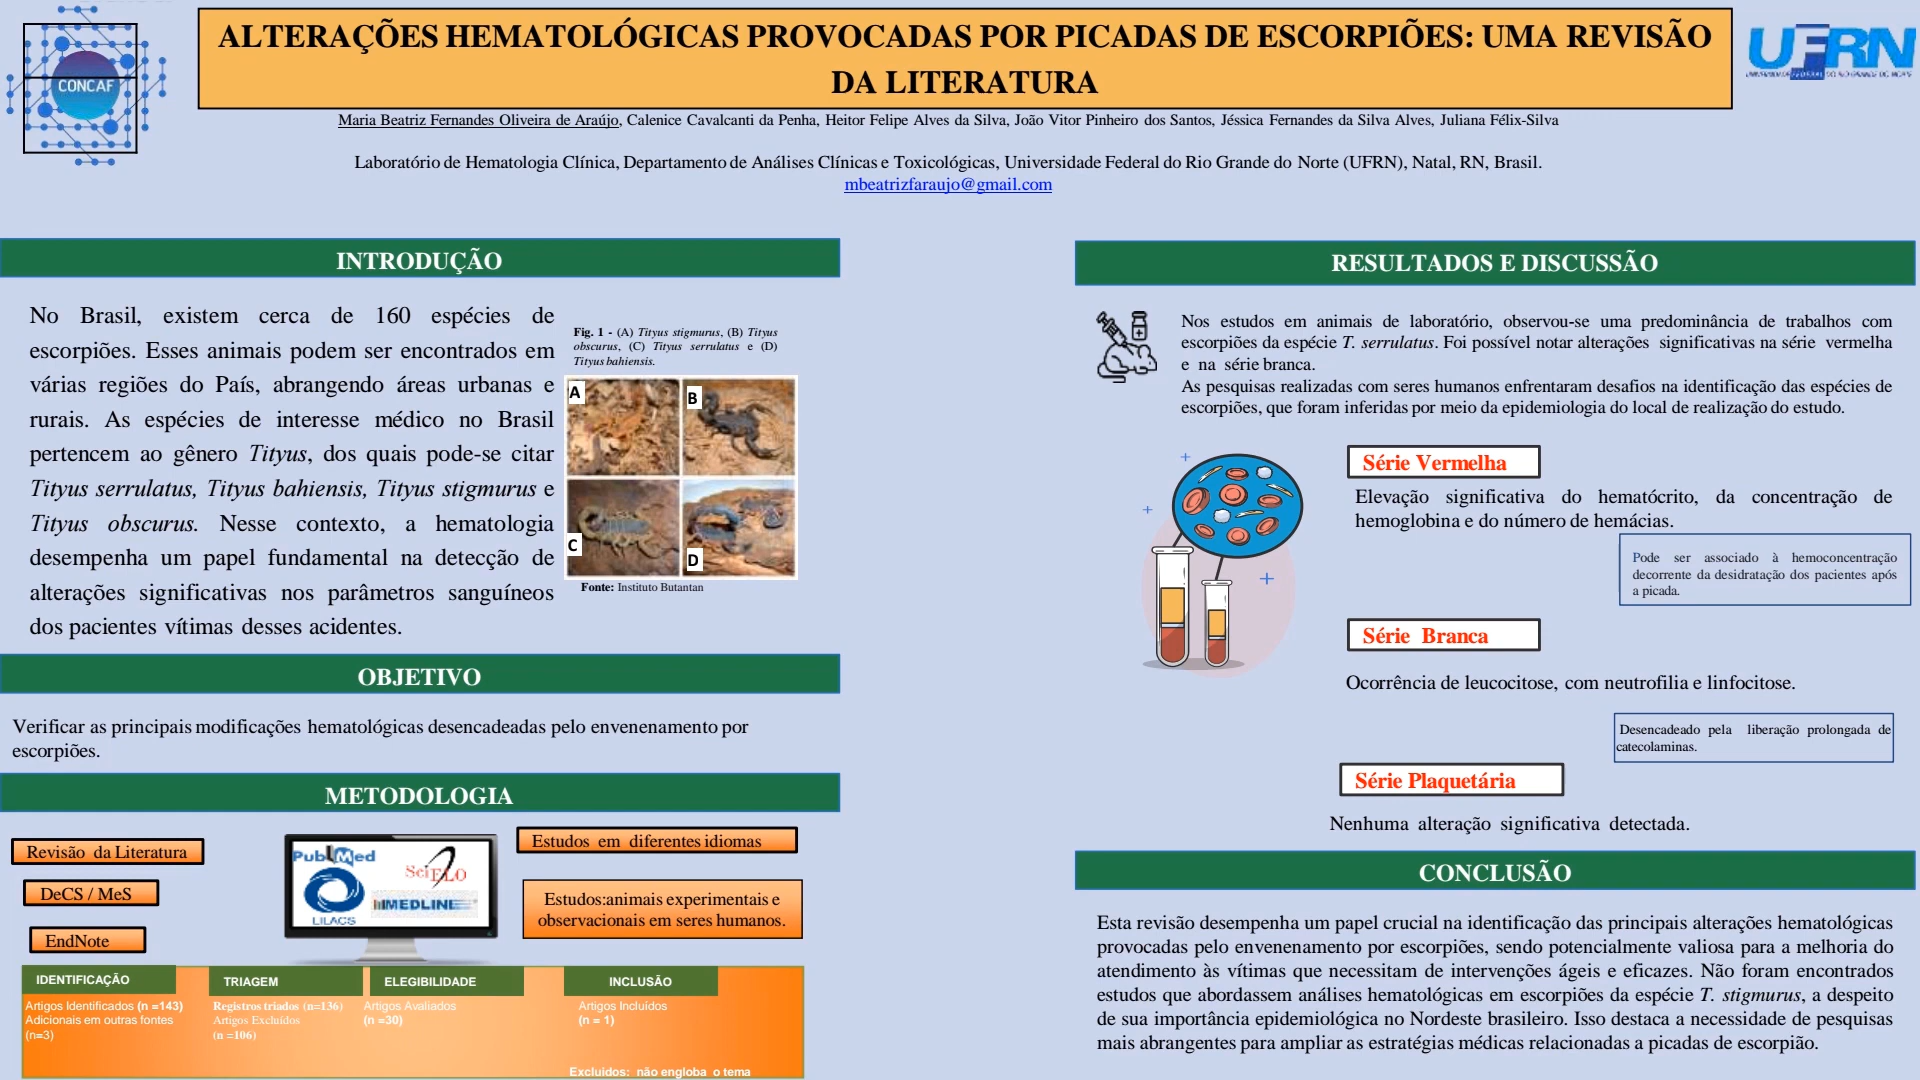 CONCAF
ALTERAÇÕES HEMATOLÓGICAS PROVOCADAS POR PICADAS DE ESCORPIÕES: UMA REVISÃO
DA LITERATURA
UFRN
Maria Beatriz Fernandes Oliveira de Araújo, Calenice Cavalcanti da Penha, Heitor Felipe Alves da Silva, João Vitor Pinheiro dos Santos, Jéssica Fernandes da Silva Alves, Juliana Félix-Silva
Laboratório de Hematologia Clínica, Departamento de Análises Clínicas e Toxicológicas, Universidade Federal do Rio Grande do Norte (UFRN), Natal, RN, Brasil.
mbeatrizfaraujo@gmail.com
INTRODUÇÃO
No Brasil, existem cerca de 160 espécies de
escorpiões. Esses animais podem ser encontrados em
várias regiões do País, abrangendo áreas urbanas e
rurais. As espécies de interesse médico no Brasil
pertencem ao gênero Tityus, dos quais pode-se citar
Tityus serrulatus, Tityus bahiensis, Tityus stigmurus e
Tityus obscurus. Nesse contexto, a hematologia
desempenha um papel fundamental na detecção de
alterações significativas nos parâmetros sanguíneos
dos pacientes vítimas desses acidentes.
Fig. 1 - (A) Tityus stigmurus, (B) Tityus
obscurus, (C) Tityus serrulatus e (D)
Tityus bahiensis.
A
B
C
D
Fonte: Instituto Butantan
OBJETIVO
Verificar as principais modificações hematológicas desencadeadas pelo envenenamento por
escorpiões.
METODOLOGIA
Revisão da Literatura
DeCS / MeS
EndNote
PubMed
SciELO
LILACS
MEDLINE
Estudos em diferentes idiomas
Estudos:animais experimentais e
observacionais em seres humanos.
IDENTIFICAÇÃO
Artigos Identificados (n =143)
Adicionais em outras fontes
(n=3)
TRIAGEM
Registros triados (n=136)
Artigos Excluídos
(n =106)
ELEGIBILIDADE
Artigos Avaliados
(n =30)
INCLUSÃO
Artigos Incluídos
(n = 1)
Excluidos: não engloba o tema
RESULTADOS E DISCUSSÃO
Nos estudos em animais de laboratório, observou-se uma predominância de trabalhos com
escorpiões da espécie T. serrulatus. Foi possível notar alterações significativas na série vermelha
e na série branca.
As pesquisas realizadas com seres humanos enfrentaram desafios na identificação das espécies de
escorpiões, que foram inferidas por meio da epidemiologia do local de realização do estudo.
Série Vermelha
Elevação significativa do hematócrito, da concentração de
hemoglobina e do número de hemácias.
Pode ser associado à hemoconcentração
decorrente da desidratação dos pacientes após
a picada.
Série Branca
Ocorrência de leucocitose, com neutrofilia e linfocitose.
Desencadeado pela liberação prolongada de
catecolaminas.
Série Plaquetária
Nenhuma alteração significativa detectada.
CONCLUSÃO
Esta revisão desempenha um papel crucial na identificação das principais alterações hematológicas
provocadas pelo envenenamento por escorpiões, sendo potencialmente valiosa para a melhoria do
atendimento às vítimas que necessitam de intervenções ágeis e eficazes. Não foram encontrados
estudos que abordassem análises hematológicas em escorpiões da espécie T. stigmurus, a despeito
de sua importância epidemiológica no Nordeste brasileiro. Isso destaca a necessidade de pesquisas
mais abrangentes para ampliar as estratégias médicas relacionadas a picadas de escorpião.